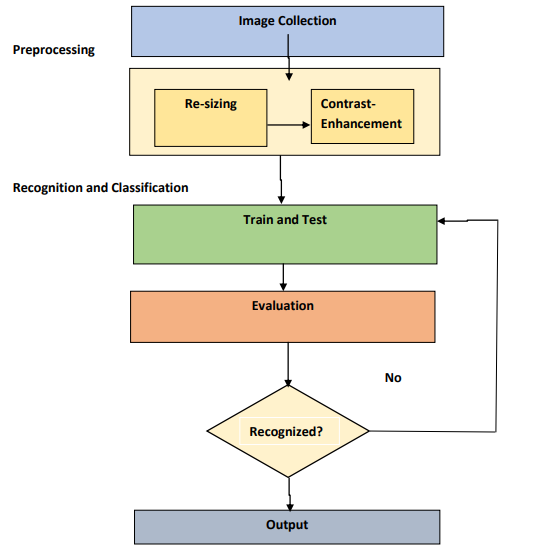 Image Collection
Preprocessing
Re-sizing
Contrast-
Enhancement
Recognition and Classification
Train and Test
Evaluation
No
Recognized?
Output